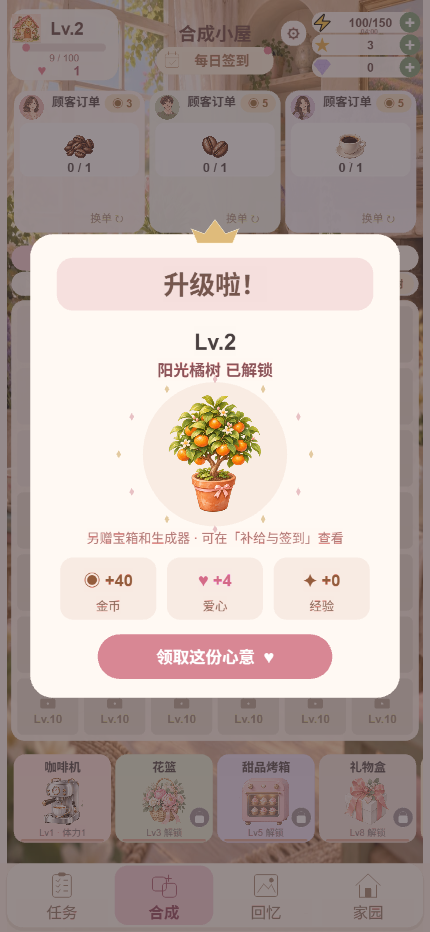 Lv.2
合成小屋
100/150
9 / 100
3
1
每日签到
0
顾客订单
3
顾客订单
5
顾客订单
5
0 / 1
0 / 1
0 / 1
换单
换单
换单
升级啦!
Lv.2
阳光橘树 已解锁
另赠宝箱和生成器 · 可在「补给与签到」查看
+40
+4
+0
金币
爱心
经验
领取这份心意 ♥
Lv.10
Lv.10
Lv.10
Lv.10
Lv.10
Lv.10
咖啡机
花篮
甜品烤箱
礼物盒
Lv1 · 体力1
Lv3 解锁
Lv5 解锁
Lv8 解锁
任务
合成
回忆
家园